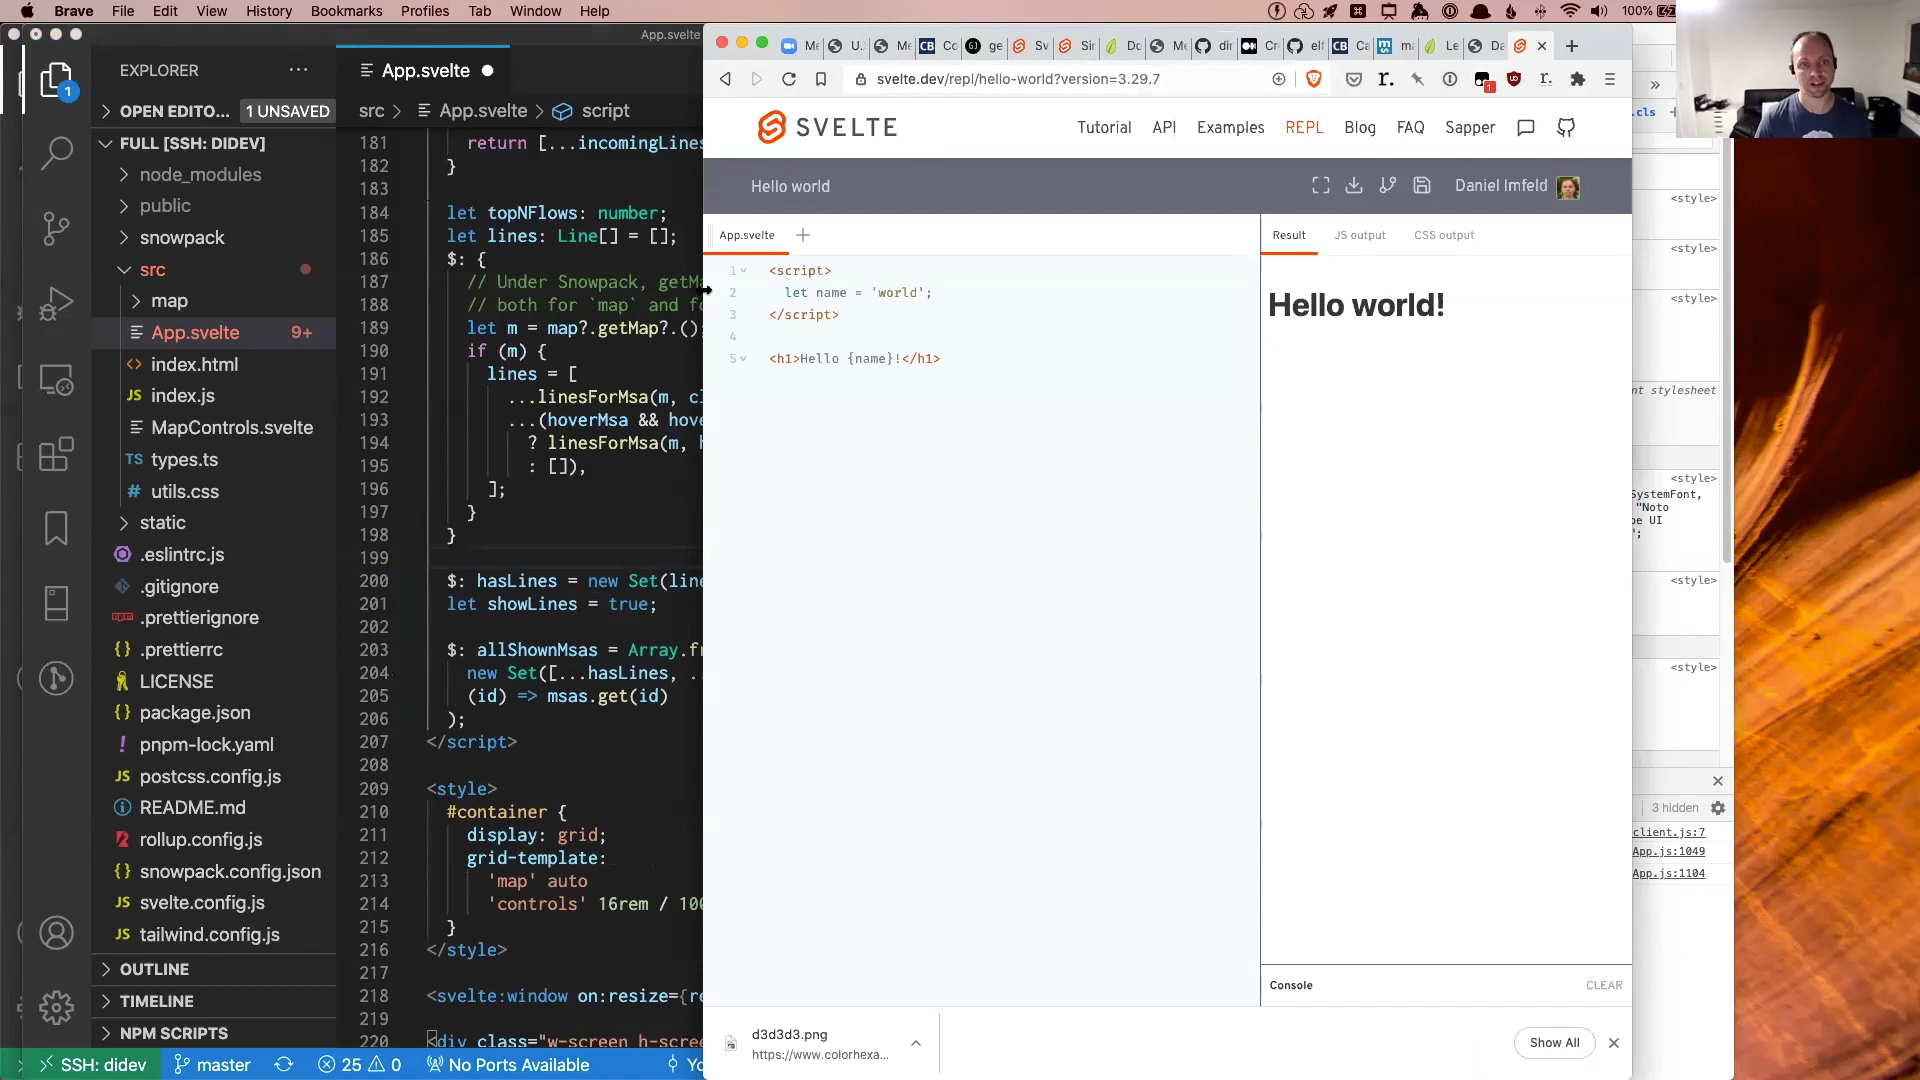 Brave File Edit View History Bookmarks Profiles Tab Window Help 100%
App.svelte
EXPLORER
OPEN EDITO... 1 UNSAVED
FULL [SSH: DIDEV]
node_modules
public
snowpack
src
map
App.svelte 9+
index.html
JS index.js
MapControls.svelte
TS types.ts
# utils.css
static
.eslintrc.js
.gitignore
.prettierignore
{} .prettierrc
LICENSE
{} package.json
! pnpm-lock.yaml
JS postcss.config.js
README.md
rollup.config.js
{} snowpack.config.json
JS svelte.config.js
JS tailwind.config.js
OUTLINE
TIMELINE
NPM SCRIPTS
SSH: didev master 25 0 No Ports Available
App.svelte
src > App.svelte > script
181 return [...incomingLines
182 }
183
184 let topNFlows: number;
185 let lines: Line[] = [];
186 $: {
187 // Under Snowpack, getMa
188 // both for `map` and fo
189 let m = map?.getMap?.();
190 if (m) {
191 lines = [
192 ...linesForMsa(m, cl
193 ...(hoverMsa && hove
194 ? linesForMsa(m, h
195 : []),
196 ];
197 }
198 }
199
200 $: hasLines = new Set(line
201 let showLines = true;
202
203 $: allShownMsas = Array.fr
204 new Set([...hasLines, ..
205 (id) => msas.get(id)
206 );
207 </script>
208
209 <style>
210 #container {
211 display: grid;
212 grid-template:
213 'map' auto
214 'controls' 16rem / 100
215 }
216 </style>
217
218 <svelte:window on:resize={re
219
220 <div class="w-screen h-scree
svelte.dev/repl/hello-world?version=3.29.7
SVELTE
Tutorial API Examples REPL Blog FAQ Sapper
Hello world
Daniel Imfeld
App.svelte
1 <script>
2 let name = 'world';
3 </script>
4
5 <h1>Hello {name}!</h1>
Result JS output CSS output
Hello world!
Console CLEAR
d3d3d3.png
https://www.colorhexa...
Show All
.cls
<style>
<style>
<style>
nt stylesheet
<style>
SystemFont,
"Noto
be UI
";
<style>
<style>
3 hidden
client.js:7
App.js:1049
App.js:1104